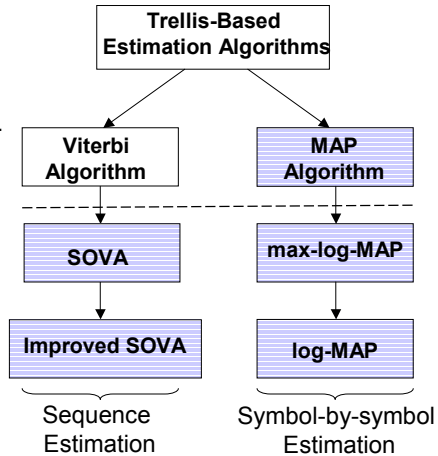 Trellis-Based
Estimation Algorithms
Viterbi
Algorithm
MAP
Algorithm
SOVA
max-log-MAP
Improved SOVA
log-MAP
Sequence
Estimation
Symbol-by-symbol
Estimation